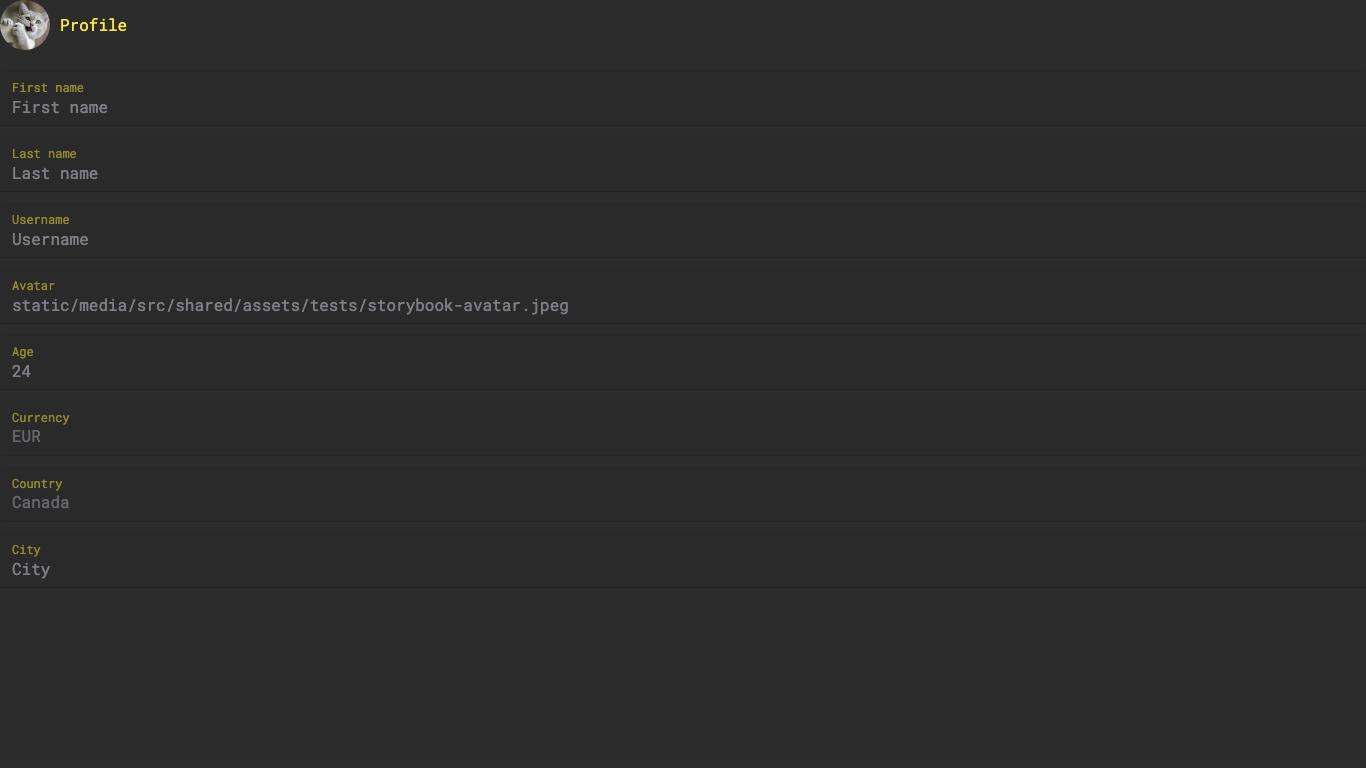 Profile
First name
First name
Last name
Last name
Username
Username
Avatar
static/media/src/shared/assets/tests/storybook-avatar.jpeg
Age
24
Currency
EUR
Country
Canada
City
City